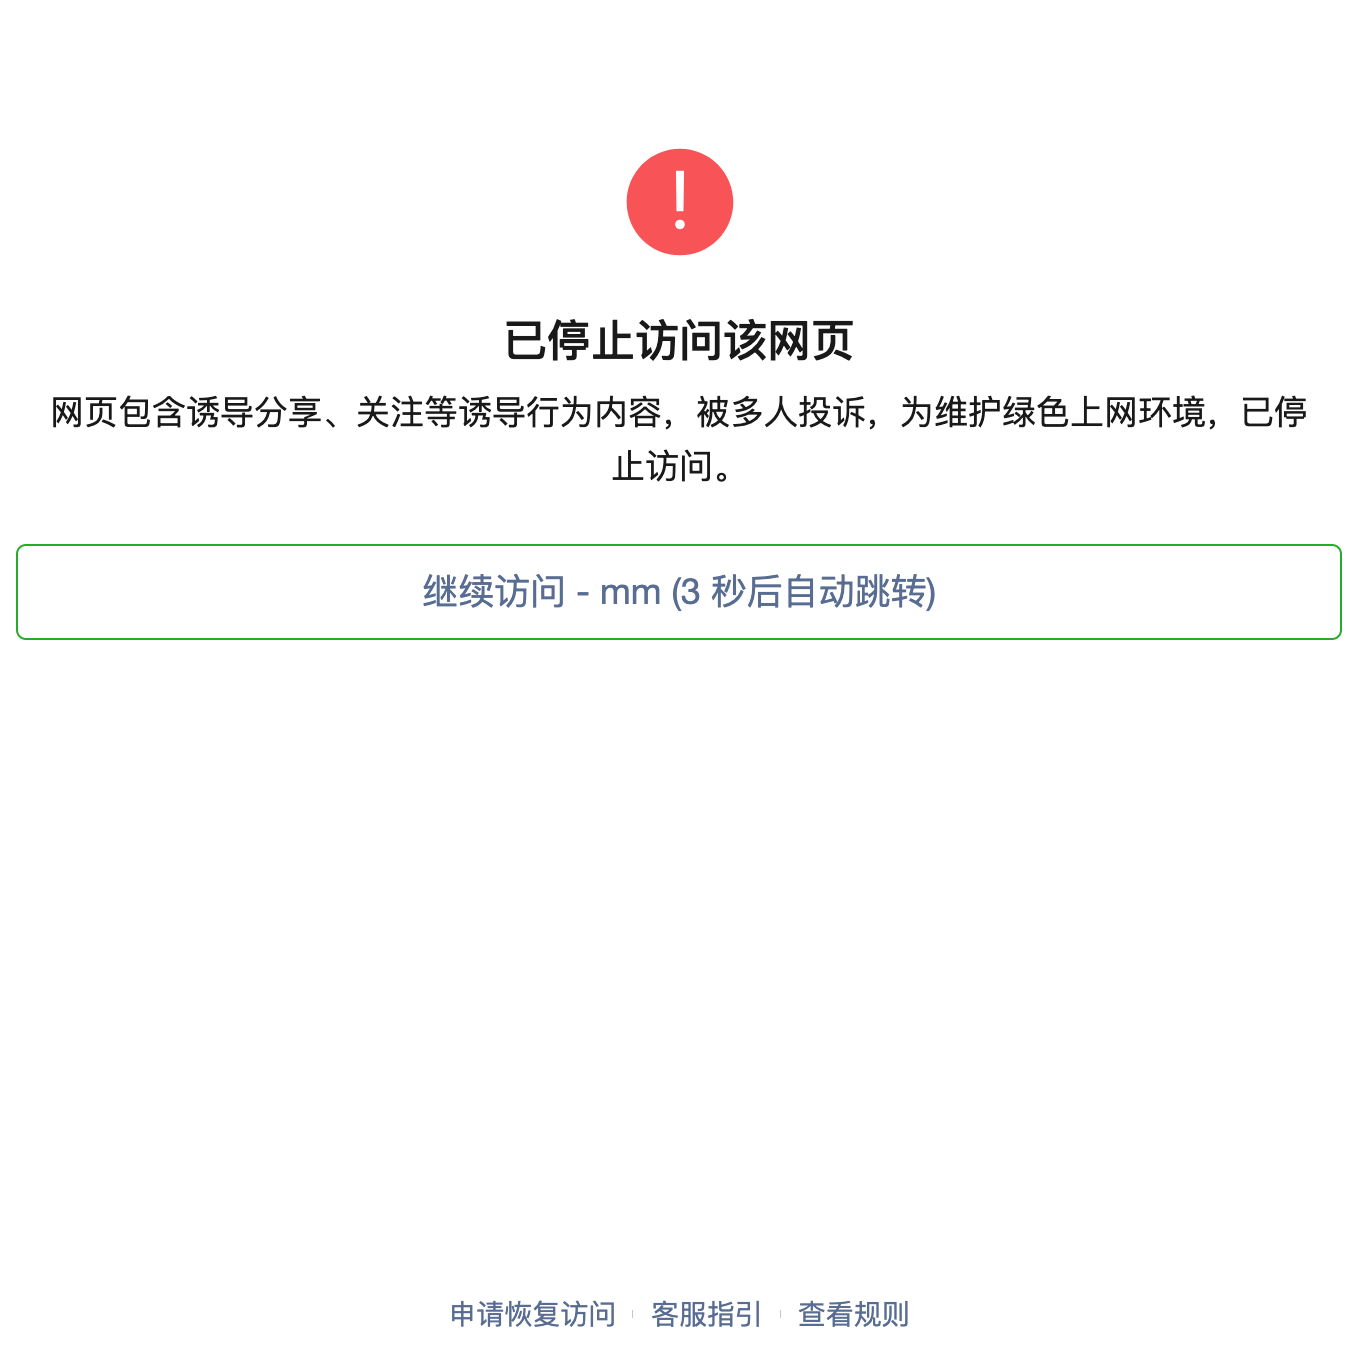 已停止访问该网页
网页包含诱导分享、关注等诱导行为内容，被多人投诉，为维护绿色上网环境，已停
止访问。
继续访问 - mm (3 秒后自动跳转)
申请恢复访问 客服指引 查看规则